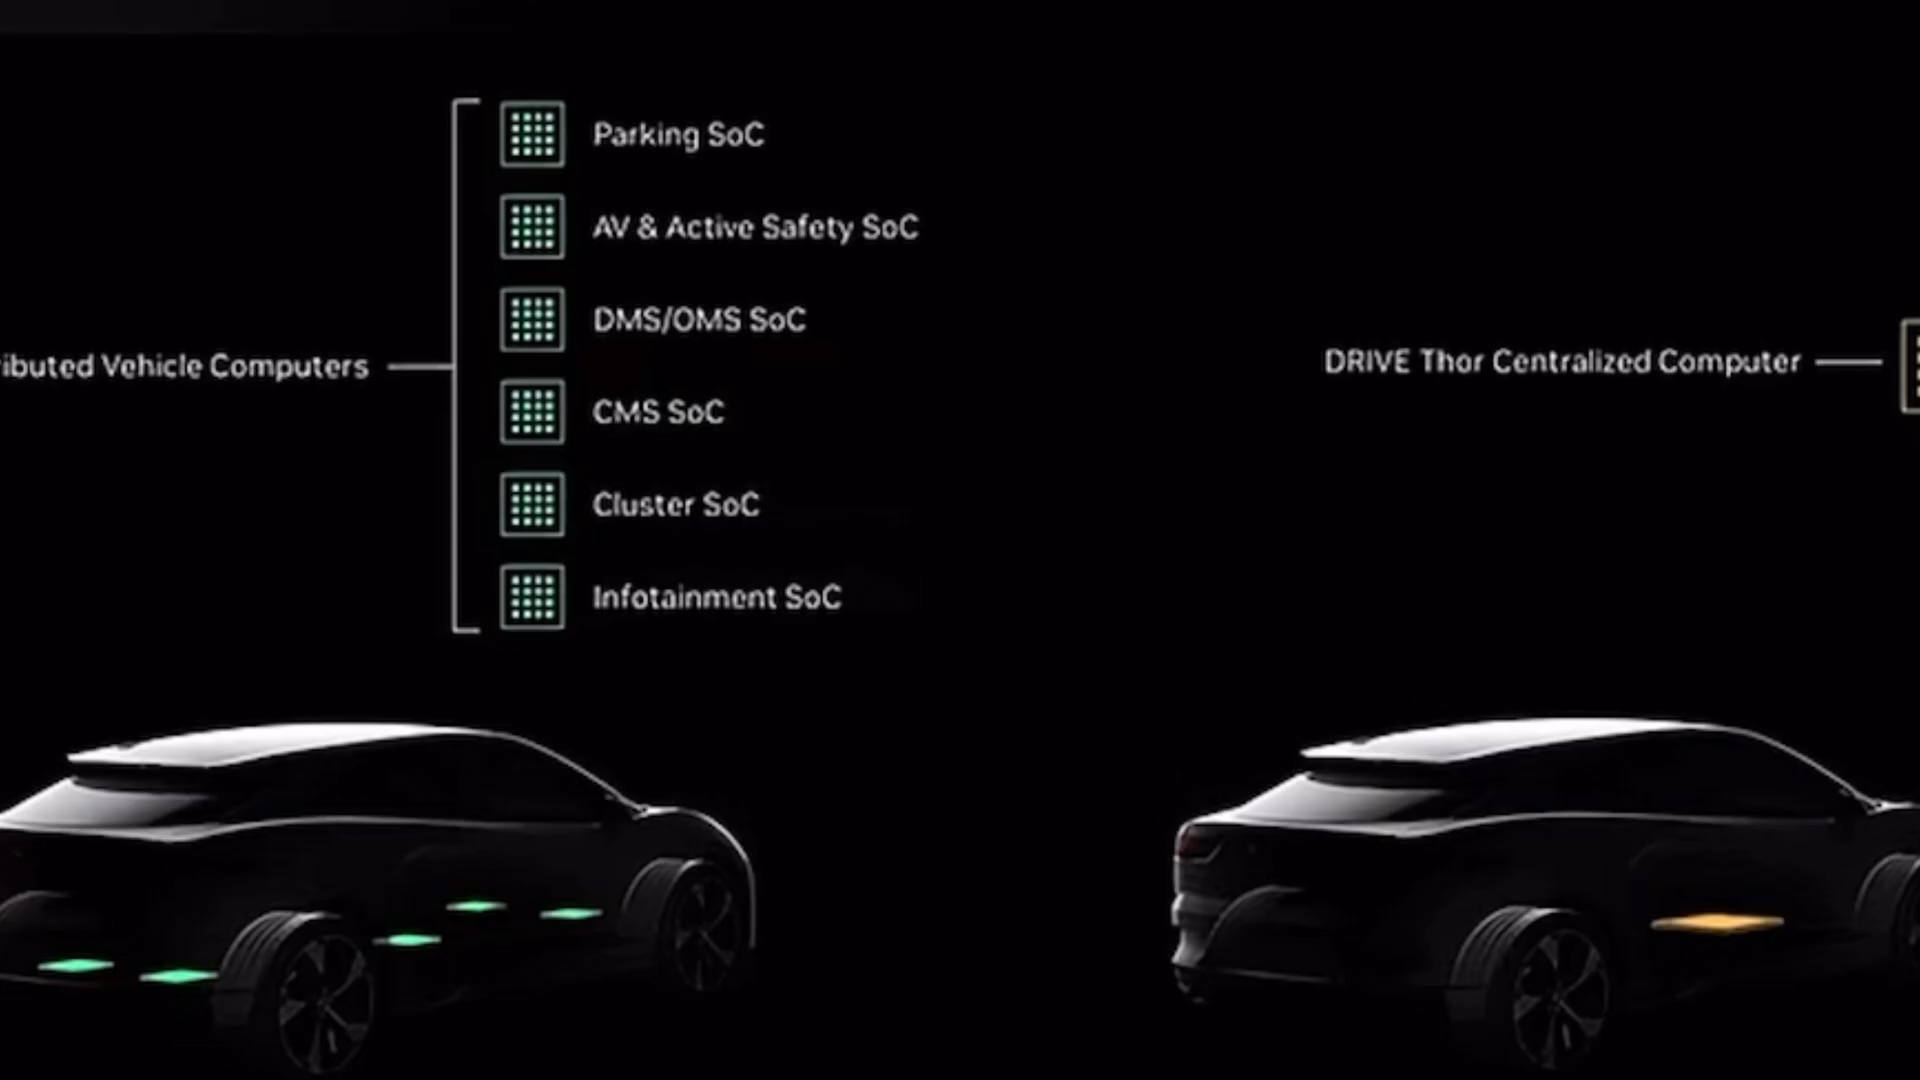 Parking SoC
AV & Active Safety SoC
DMS/OMS SoC
ributed Vehicle Computers
CMS SoC
Cluster SoC
Infotainment SoC
DRIVE Thor Centralized Computer